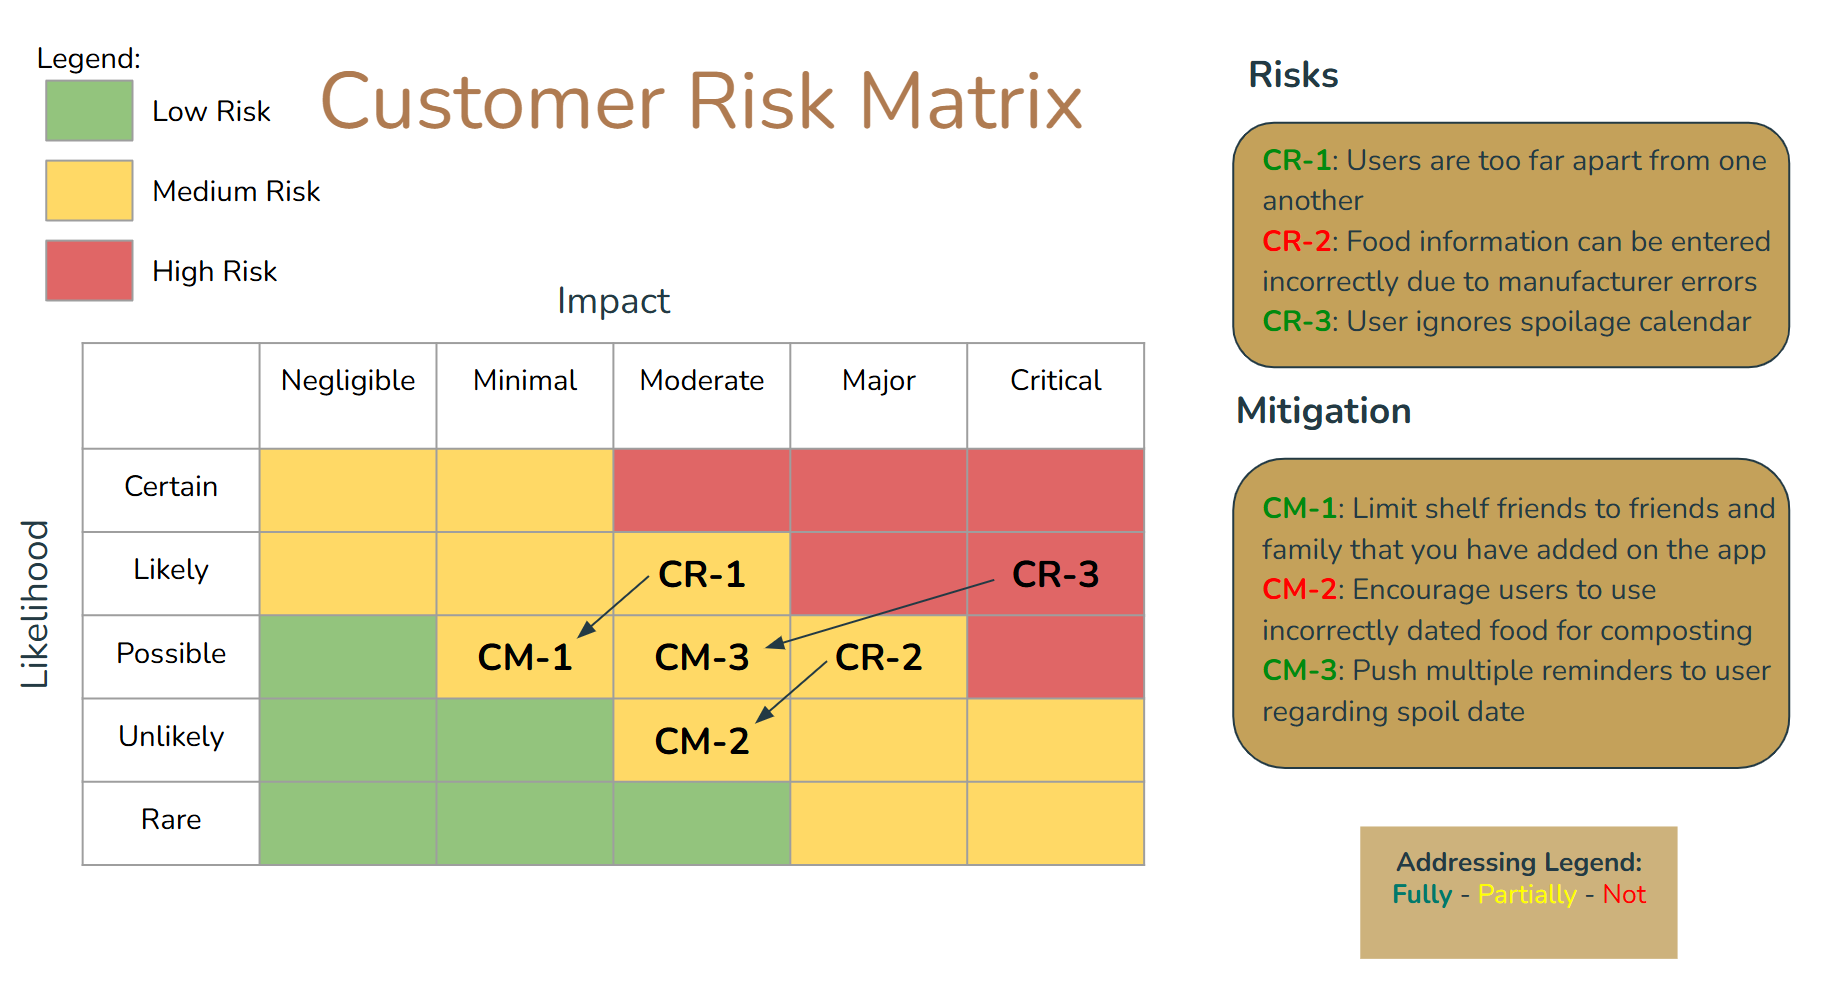 Legend:
Low Risk
Medium Risk
High Risk
Customer Risk Matrix
Impact
Likelihood
Negligible Minimal Moderate Major Critical
Certain
Likely CR-1 CR-3
Possible CM-1 CM-3 CR-2
Unlikely CM-2
Rare
Risks
CR-1: Users are too far apart from one
another
CR-2: Food information can be entered
incorrectly due to manufacturer errors
CR-3: User ignores spoilage calendar
Mitigation
CM-1: Limit shelf friends to friends and
family that you have added on the app
CM-2: Encourage users to use
incorrectly dated food for composting
CM-3: Push multiple reminders to user
regarding spoil date
Addressing Legend:
Fully - Partially - Not